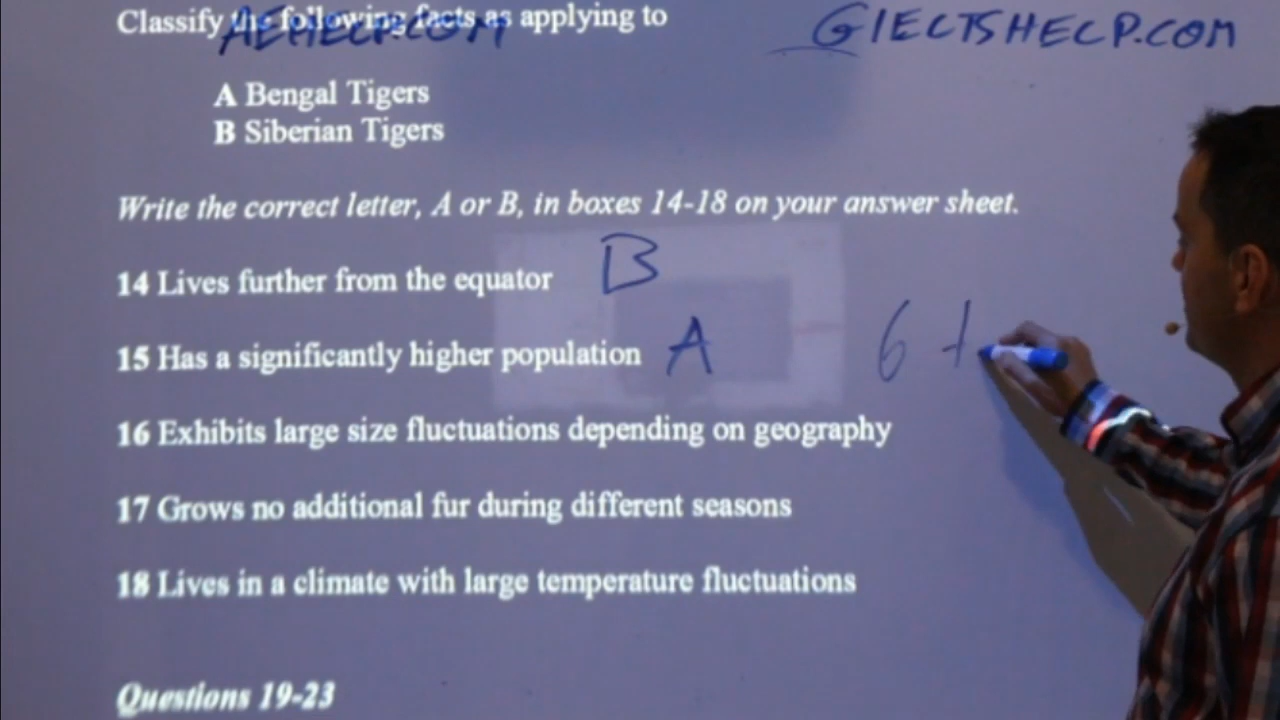 Classify the following facts as applying to
AEHELP.COM GIELTSHELP.COM
A Bengal Tigers
B Siberian Tigers
Write the correct letter, A or B, in boxes 14-18 on your answer sheet.
14 Lives further from the equator B
15 Has a significantly higher population A 6 +
16 Exhibits large size fluctuations depending on geography
17 Grows no additional fur during different seasons
18 Lives in a climate with large temperature fluctuations
Questions 19-23